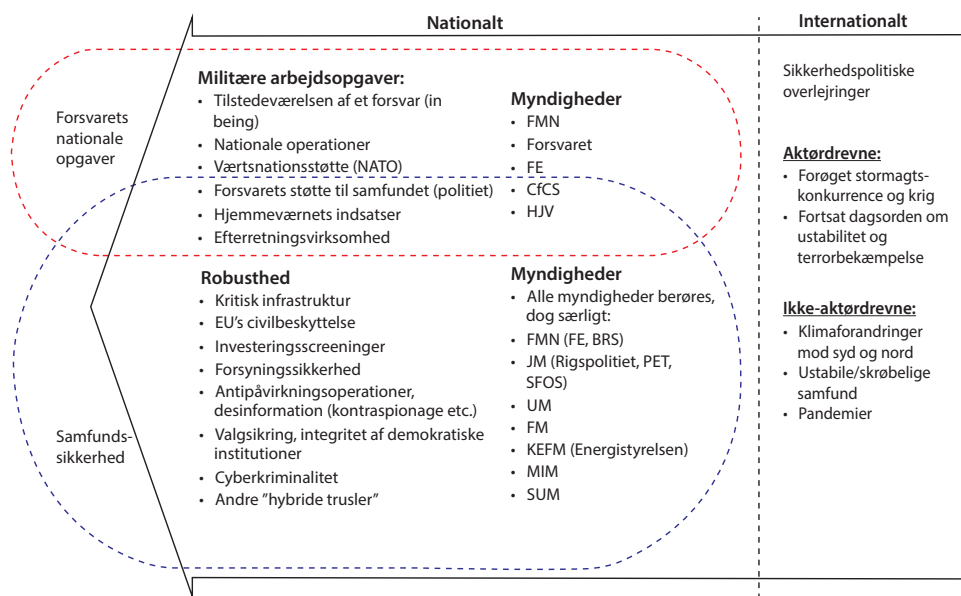 Nationalt
Internationalt
Forsvarets
nationale
opgaver
Militære arbejdsopgaver:
• Tilstedeværelsen af et forsvar (in
being)
• Nationale operationer
• Værtsnationsstøtte (NATO)
• Forsvarets støtte til samfundet (politiet)
• Hjemmeværnets indsatser
• Efterretningsvirksomhed
Myndigheder
• FMN
• Forsvaret
• FE
• CfCS
• HJV
Samfunds-
sikkerhed
Robusthed
• Kritisk infrastruktur
• EU's civilbeskyttelse
• Investeringsscreeninger
• Forsyningssikkerhed
• Antipåvirkningsoperationer,
desinformation (kontraspionage etc.)
• Valgsikring, integritet af demokratiske
institutioner
• Cyberkriminalitet
• Andre ”hybride trusler”
Myndigheder
• Alle myndigheder berøres,
dog særligt:
• FMN (FE, BRS)
• JM (Rigspolitiet, PET,
SFOS)
• UM
• FM
• KEFM (Energistyrelsen)
• MIM
• SUM
Sikkerhedspolitiske
overlejringer
Aktørdrevne:
• Forøget stormagts-
konkurrence og krig
• Fortsat dagsorden om
ustabilitet og
terrorbekæmpelse
Ikke-aktørdrevne:
• Klimaforandringer
mod syd og nord
• Ustabile/skrøbelige
samfund
• Pandemier